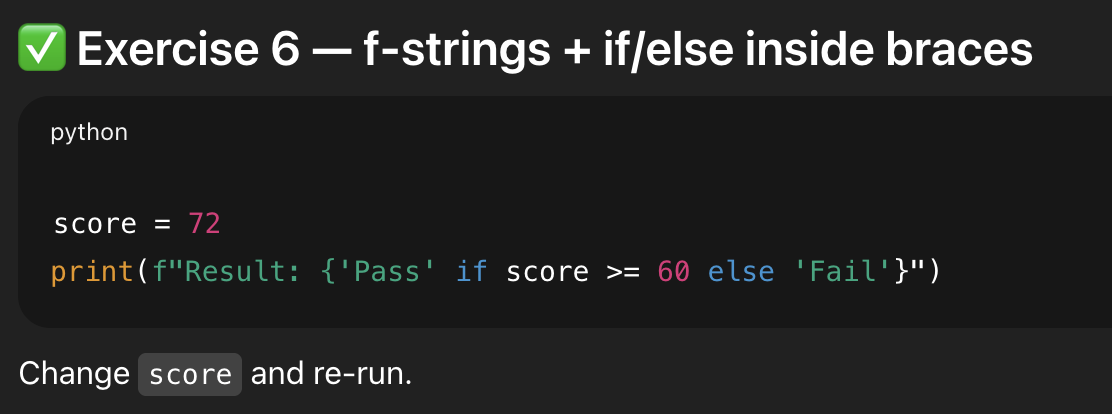 ✅ Exercise 6 — f-strings + if/else inside braces
python
score = 72
print(f"Result: {'Pass' if score >= 60 else 'Fail'}")
Change score and re-run.